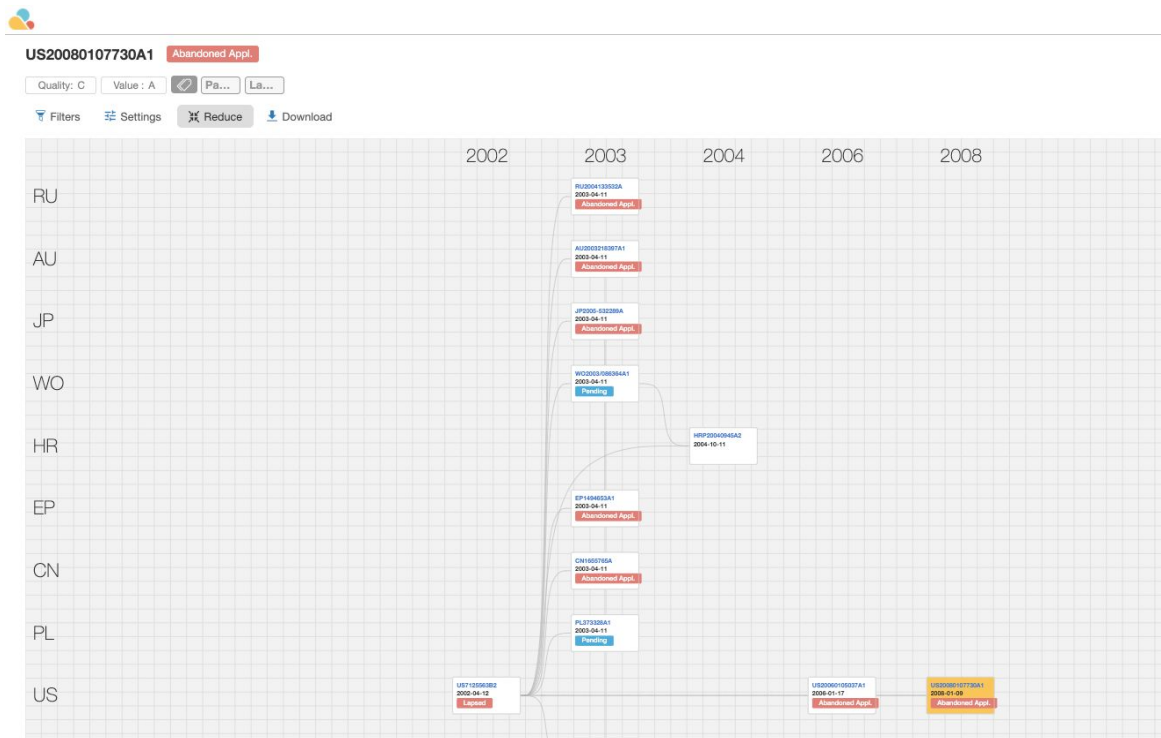 US20080107730A1 Abandoned Appl.
Quality: C Value : A Pa... La...
Filters Settings Reduce Download
2002 2003 2004 2006 2008
RU
RU2004133532A
2003-04-11
Abandoned Appl.
AU
AU2003218397A1
2003-04-11
Abandoned Appl.
JP
JP2005-532289A
2003-04-11
Abandoned Appl.
WO
WO2003/086364A1
2003-04-11
Pending
HR
HRP20040945A2
2004-10-11
EP
EP1494653A1
2003-04-11
Abandoned Appl.
CN
CN1655765A
2003-04-11
Abandoned Appl.
PL
PL373328A1
2003-04-11
Pending
US
US7125563B2
2002-04-12
Lapsed
US20060105037A1
2006-01-17
Abandoned Appl.
US20080107730A1
2008-01-09
Abandoned Appl.